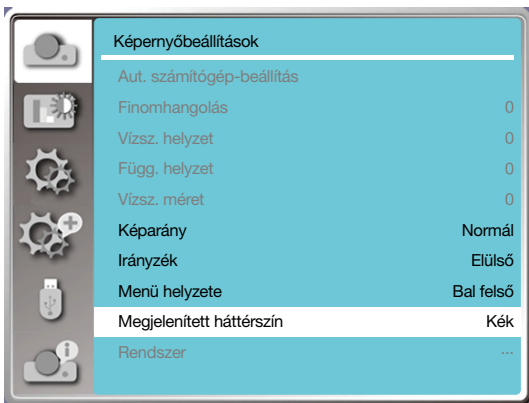 Képernyőbeállítások
Aut. számítógép-beállítás
Finomhangolás 0
Vízsz. helyzet 0
Függ. helyzet 0
Vízsz. méret 0
Képarány Normál
Irányzék Elülső
Menü helyzete Bal felső
Megjelenített háttérszín Kék
Rendszer ...